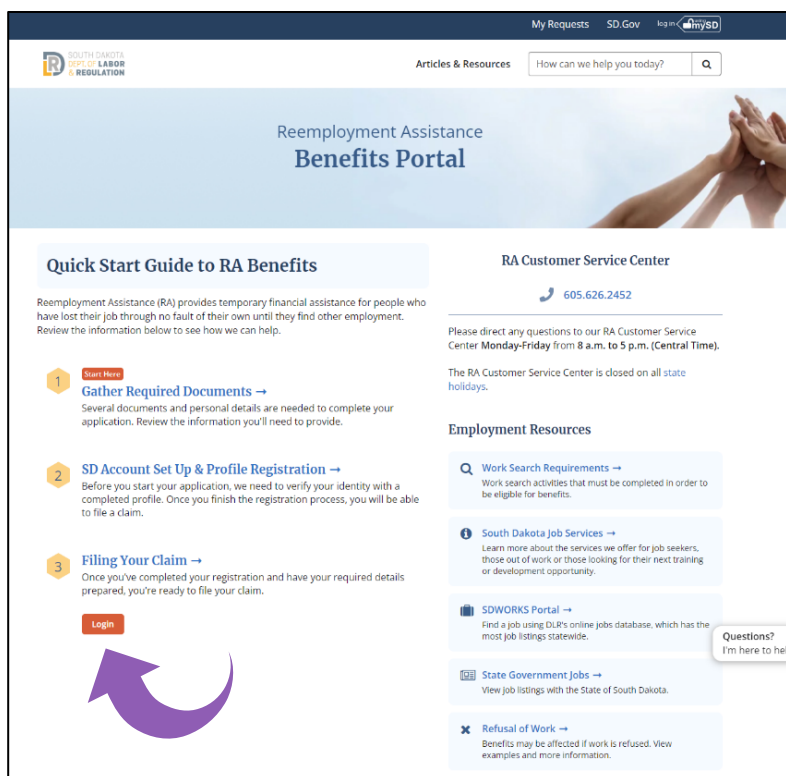 My Requests SD.Gov log in mySD
SOUTH DAKOTA
DEPT. OF LABOR
& REGULATION
Articles & Resources How can we help you today?
Reemployment Assistance
Benefits Portal
Quick Start Guide to RA Benefits
Reemployment Assistance (RA) provides temporary financial assistance for people who
have lost their job through no fault of their own until they find other employment.
Review the information below to see how we can help.
1
Start Here
Gather Required Documents →
Several documents and personal details are needed to complete your
application. Review the information you'll need to provide.
2
SD Account Set Up & Profile Registration →
Before you start your application, we need to verify your identity with a
completed profile. Once you finish the registration process, you will be able
to file a claim.
3
Filing Your Claim →
Once you've completed your registration and have your required details
prepared, you're ready to file your claim.
Login
RA Customer Service Center
605.626.2452
Please direct any questions to our RA Customer Service
Center Monday-Friday from 8 a.m. to 5 p.m. (Central Time).
The RA Customer Service Center is closed on all state
holidays.
Employment Resources
Work Search Requirements →
Work search activities that must be completed in order to
be eligible for benefits.
South Dakota Job Services →
Learn more about the services we offer for job seekers,
those out of work or those looking for their next training
or development opportunity.
SDWORKS Portal →
Find a job using DLR's online jobs database, which has the
most job listings statewide.
Questions?
I'm here to hel
State Government Jobs →
View job listings with the State of South Dakota.
Refusal of Work →
Benefits may be affected if work is refused. View
examples and more information.